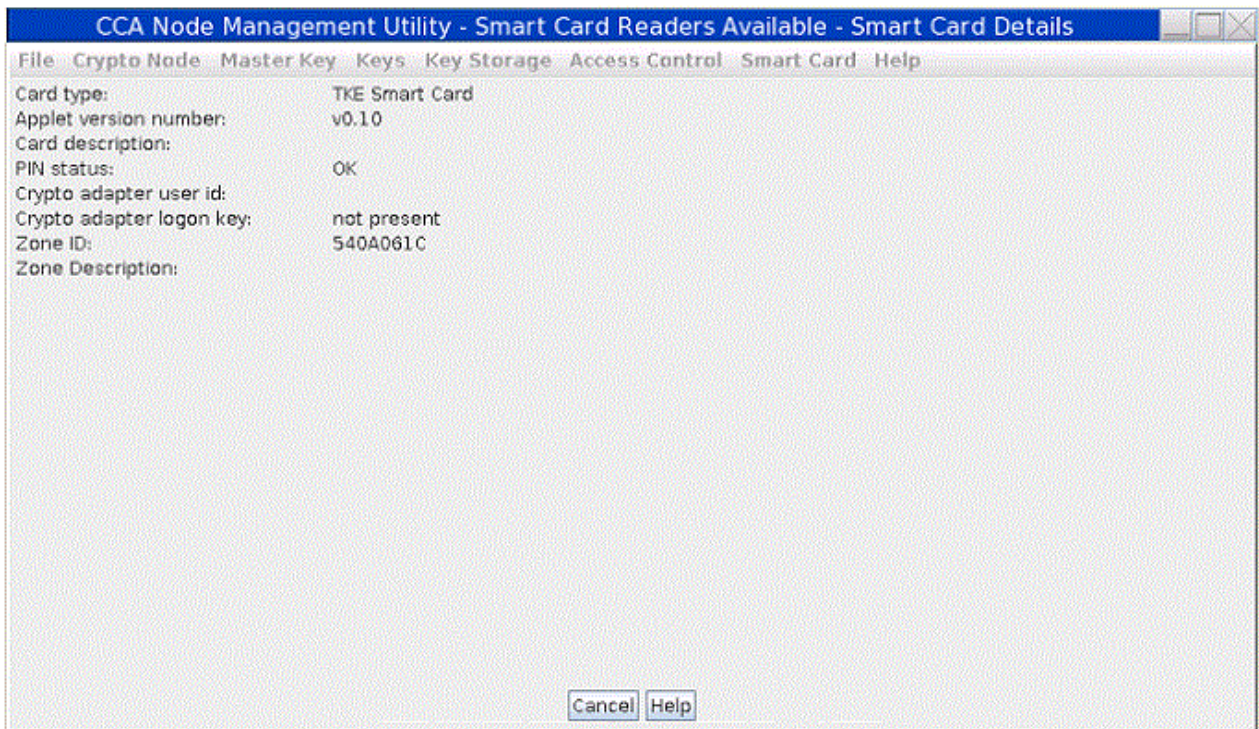 CCA Node Management Utility - Smart Card Readers Available - Smart Card Details
File Crypto Node Master Key Keys Key Storage Access Control Smart Card Help
Card type: TKE Smart Card
Applet version number: v0.10
Card description:
PIN status: OK
Crypto adapter user id:
Crypto adapter logon key: not present
Zone ID: 540A061C
Zone Description:
Cancel Help